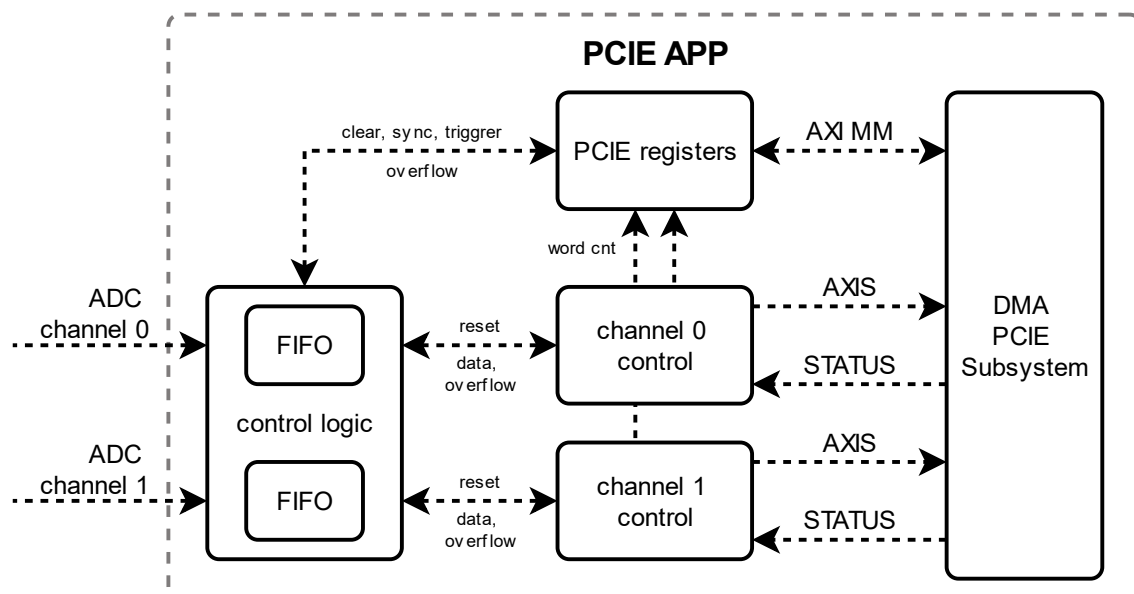 PCIE APP
clear, sync, triggrer
overflow
PCIE registers
AXI MM
word cnt
ADC
channel 0
FIFO
reset
data,
overflow
channel 0
control
AXIS
STATUS
DMA
PCIE
Subsystem
control logic
ADC
channel 1
FIFO
reset
data,
overflow
channel 1
control
AXIS
STATUS